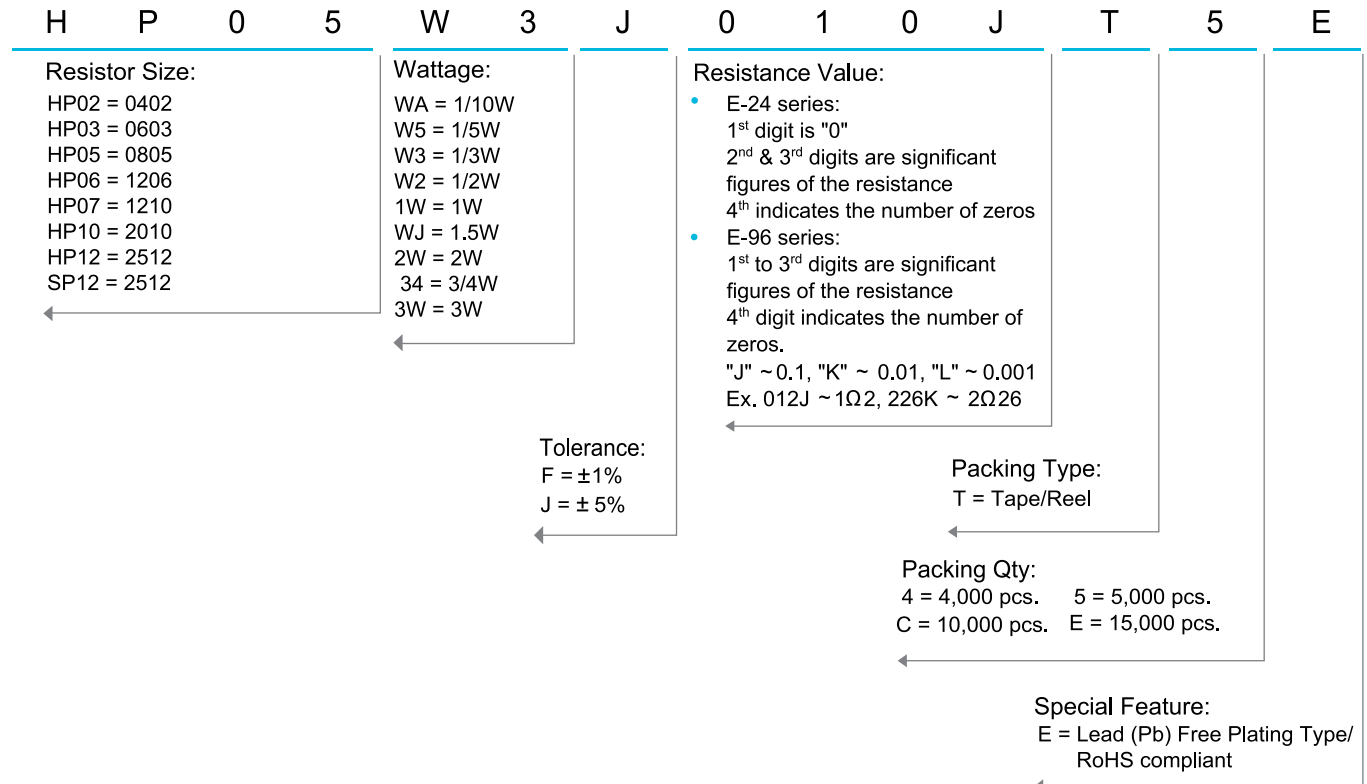 H P 0 5 W 3 J 0 1 0 J T 5 E
Resistor Size:
HP02 = 0402
HP03 = 0603
HP05 = 0805
HP06 = 1206
HP07 = 1210
HP10 = 2010
HP12 = 2512
SP12 = 2512
Wattage:
WA = 1/10W
W5 = 1/5W
W3 = 1/3W
W2 = 1/2W
1W = 1W
WJ = 1.5W
2W = 2W
34 = 3/4W
3W = 3W
Resistance Value:
• E-24 series:
1st digit is "0"
2nd & 3rd digits are significant
figures of the resistance
4th indicates the number of zeros
• E-96 series:
1st to 3rd digits are significant
figures of the resistance
4th digit indicates the number of
zeros.
"J" ~ 0.1, "K" ~ 0.01, "L" ~ 0.001
Ex. 012J ~ 1Ω2, 226K ~ 2Ω26
Tolerance:
F = ±1%
J = ± 5%
Packing Type:
T = Tape/Reel
Packing Qty:
4 = 4,000 pcs. 5 = 5,000 pcs.
C = 10,000 pcs. E = 15,000 pcs.
Special Feature:
E = Lead (Pb) Free Plating Type/
RoHS compliant